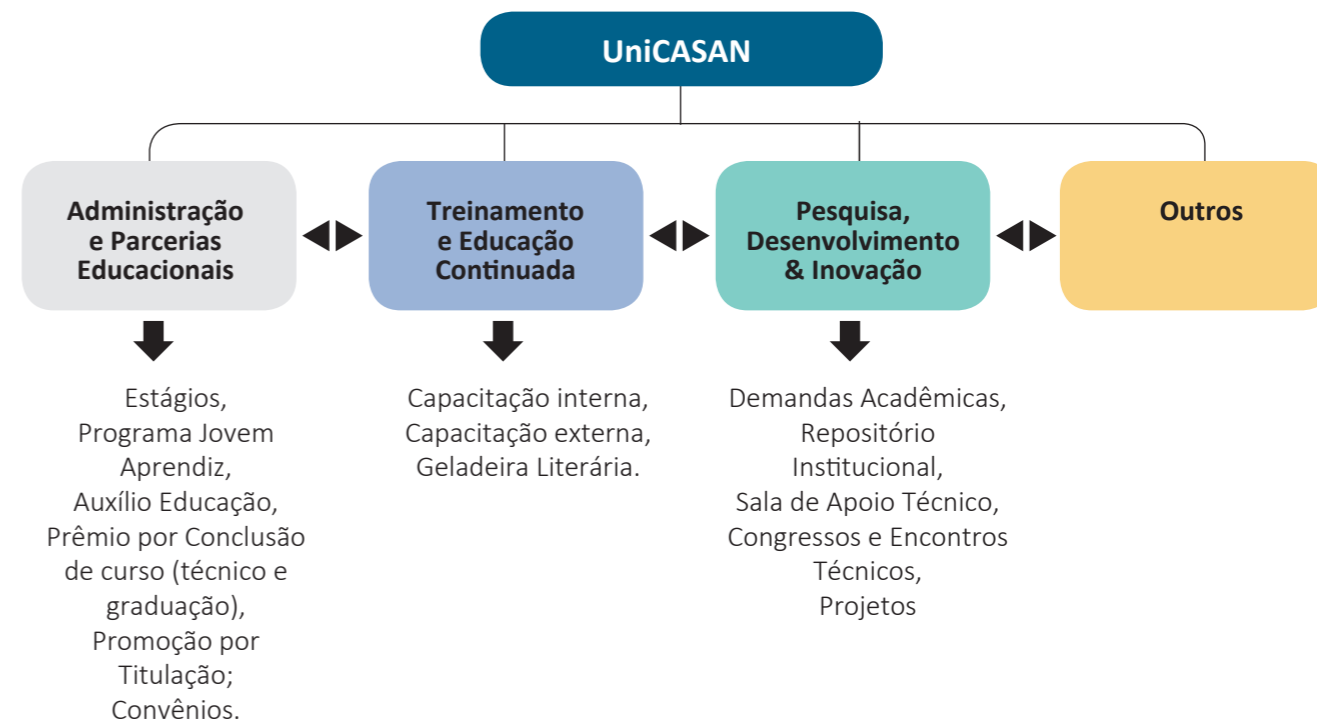 UniCASAN
Administração
e Parcerias
Educacionais
Treinamento
e Educação
Continuada
Pesquisa,
Desenvolvimento
& Inovação
Outros
Estágios,
Programa Jovem
Aprendiz,
Auxílio Educação,
Prêmio por Conclusão
de curso (técnico e
graduação),
Promoção por
Titulação;
Convênios.
Capacitação interna,
Capacitação externa,
Geladeira Literária.
Demandas Acadêmicas,
Repositório
Institucional,
Sala de Apoio Técnico,
Congressos e Encontros
Técnicos,
Projetos